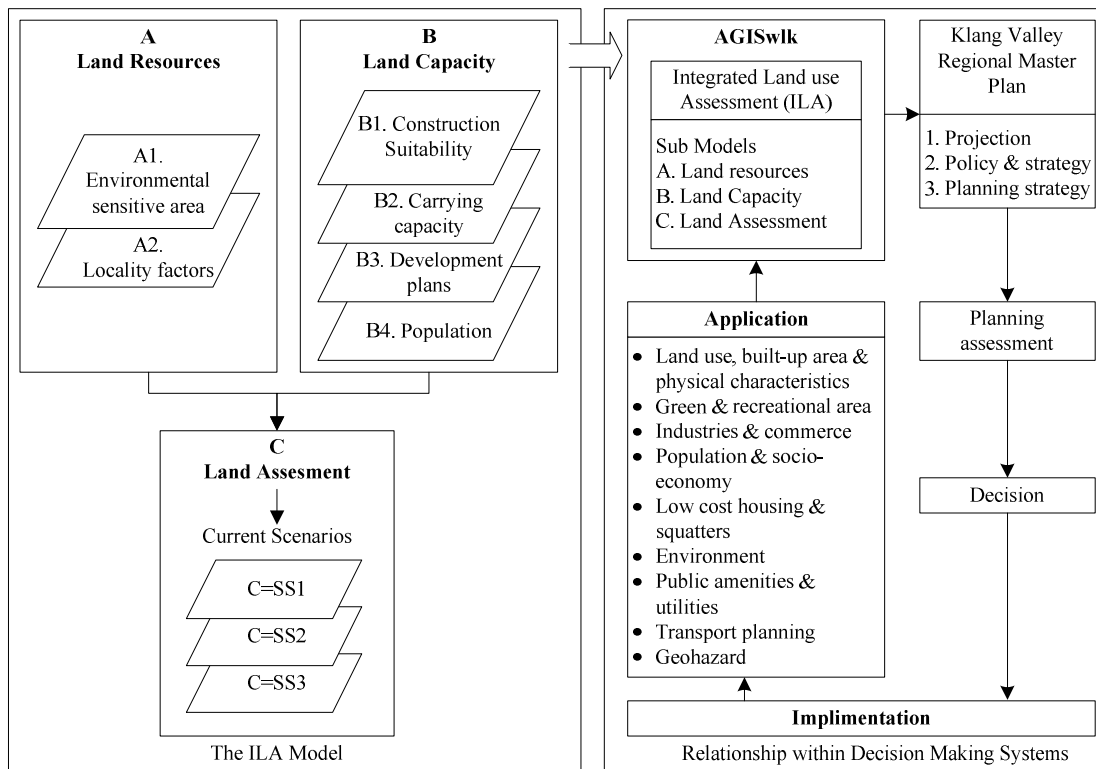 A
Land Resources
A1.
Environmental
sensitive area
A2.
Locality factors
B
Land Capacity
B1. Construction
Suitability
B2. Carrying
capacity
B3. Development
plans
B4. Population
C
Land Assesment
Current Scenarios
C=SS1
C=SS2
C=SS3
The ILA Model
AGISwlk
Integrated Land use
Assessment (ILA)
Sub Models
A. Land resources
B. Land Capacity
C. Land Assessment
Klang Valley
Regional Master
Plan
1. Projection
2. Policy & strategy
3. Planning strategy
Application
• Land use, built-up area &
physical characteristics
• Green & recreational area
• Industries & commerce
• Population & socio-
economy
• Low cost housing &
squatters
• Environment
• Public amenities &
utilities
• Transport planning
• Geohazard
Planning
assessment
Decision
Implimentation
Relationship within Decision Making Systems